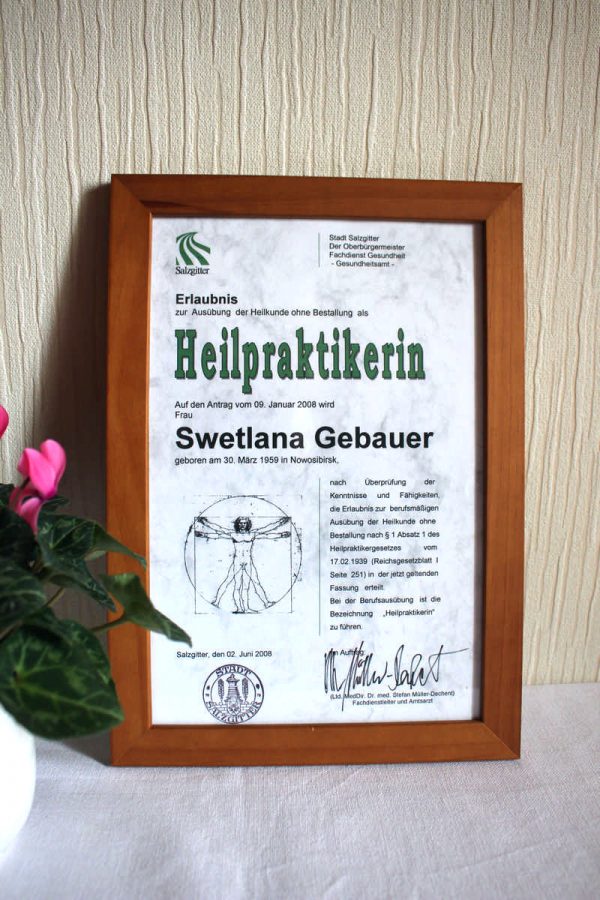 Salzgitter
Stadt Salzgitter
Der Oberbürgermeister
Fachdienst Gesundheit
- Gesundheitsamt -
Erlaubnis
zur Ausübung der Heilkunde ohne Bestallung als
Heilpraktikerin
Auf den Antrag vom 09. Januar 2008 wird
Frau
Swetlana Gebauer
geboren am 30. März 1959 in Nowosibirsk,
nach Überprüfung der
Kenntnisse und Fähigkeiten,
die Erlaubnis zur berufsmäßigen
Ausübung der Heilkunde ohne
Bestallung nach § 1 Absatz 1 des
Heilpraktikergesetzes vom
17.02.1939 (Reichsgesetzblatt I
Seite 251) in der jetzt geltenden
Fassung erteilt.
Bei der Berufsausübung ist die
Bezeichnung „Heilpraktikerin"
zu führen.
Salzgitter, den 02. Juni 2008
Im Auftrag
(Ltd. MedDir. Dr. med. Stefan Müller-Dechent)
Fachdienstleiter und Amtsarzt
STADT
SALZGITTER